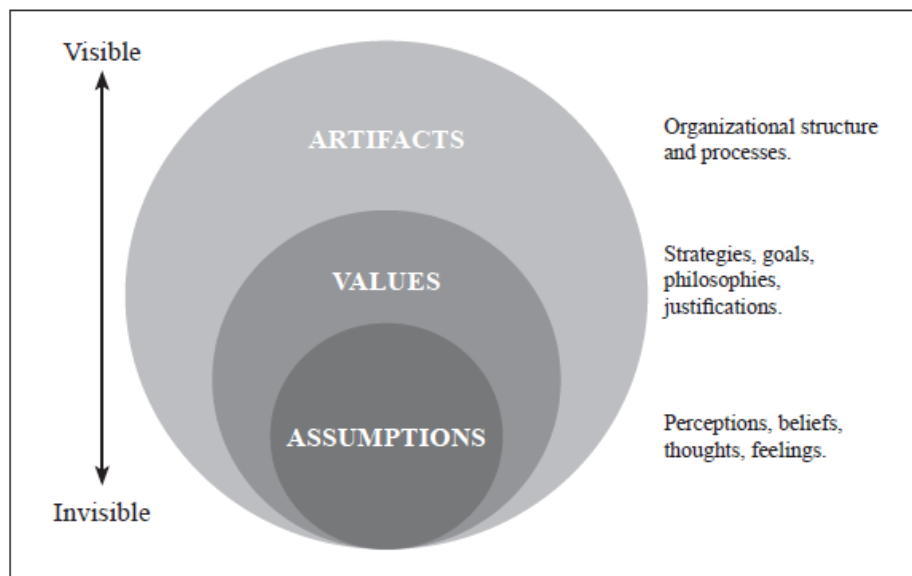 Visible
ARTIFACTS
Organizational structure
and processes.
VALUES
Strategies, goals,
philosophies,
justifications.
ASSUMPTIONS
Perceptions, beliefs,
thoughts, feelings.
Invisible